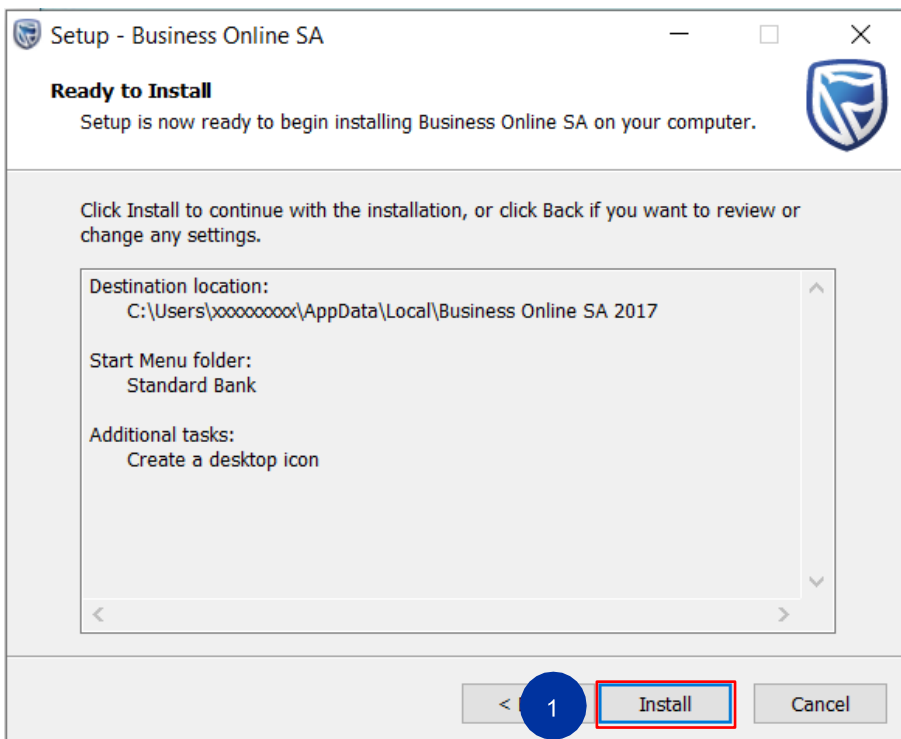 Setup - Business Online SA
Ready to Install
Setup is now ready to begin installing Business Online SA on your computer.
Click Install to continue with the installation, or click Back if you want to review or
change any settings.
Destination location:
C:\Users\xxxxxxxxx\AppData\Local\Business Online SA 2017
Start Menu folder:
Standard Bank
Additional tasks:
Create a desktop icon
< 1 Install Cancel